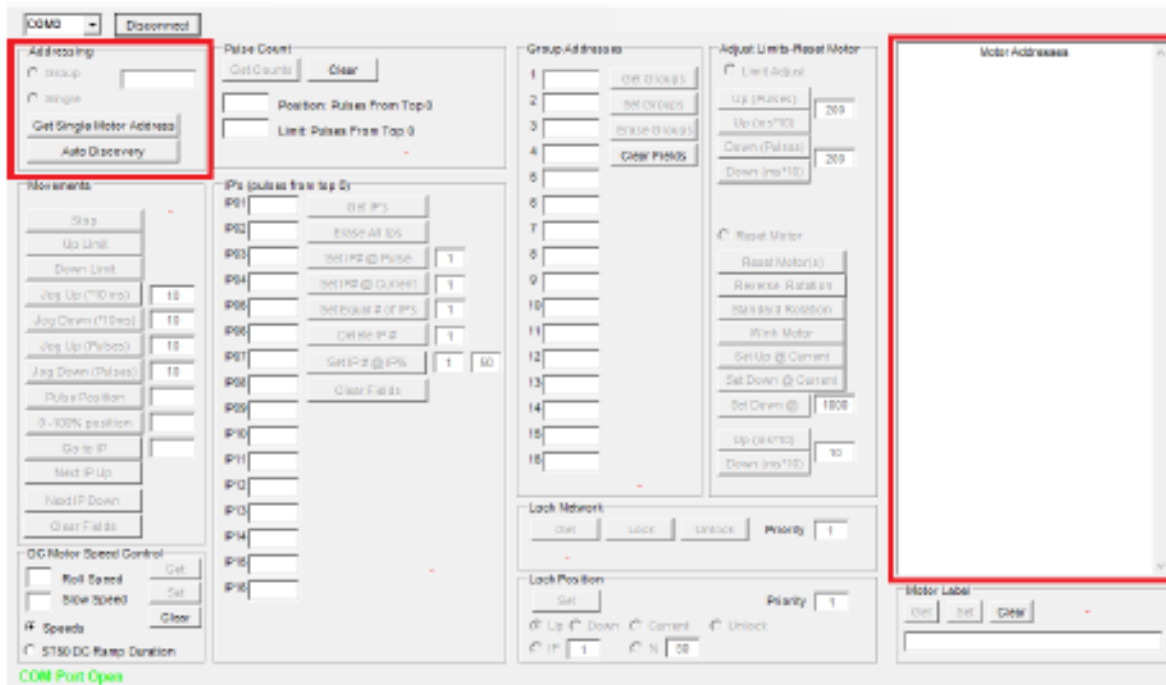 COM3 Disconnect
Addressing
Group
Single
Get Single Motor Address
Auto Discovery
Pulse Count
Get Counts Clear
Position: Pulses From Top 0
Limit: Pulses From Top 0
Group Addresses
1 Get Groups
2 Set Groups
3 Erase Groups
4 Clear Fields
5
6
7
8
9
10
11
12
13
14
15
16
Adjust Limits-Reset Motor
Limit Adjust
Up (Pulses) 200
Up (ms*10)
Down (Pulses) 200
Down (ms*10)
Reset Motor
Reset Motor(s)
Reverse Rotation
Standard Rotation
Wink Motor
Set Up @ Current
Set Down @ Current
Set Down @ 1000
Up (ms*10) 10
Down (ms*10)
Motor Addresses
Movements
Stop
Up Limit
Down Limit
Jog Up (*10 ms) 10
Jog Down (*10ms) 10
Jog Up (Pulses) 10
Jog Down (Pulses) 10
Pulse Position
0 -100% position
Go to IP
Next IP Up
Next IP Down
Clear Fields
IP's (pulses from top 0)
IP01 Get IP'S
IP02 Erase All Ips
IP03 Set IP# @ Pulse 1
IP04 Set IP# @ Current 1
IP05 Set Equal # of IP's 1
IP06 Delete IP # 1
IP07 Set IP# @ IP% 1 50
IP08 Clear Fields
IP09
IP10
IP11
IP12
IP13
IP14
IP15
IP16
Lock Network
Get Lock Unlock Priority 1
Lock Position
Set Priority 1
Up Down Current Unlock
IP 1 % 50
DC Motor Speed Control
Roll Speed Get
Slow Speed Set
Clear
Speeds
ST50 DC Ramp Duration
Motor Label
Get Set Clear
COM Port Open